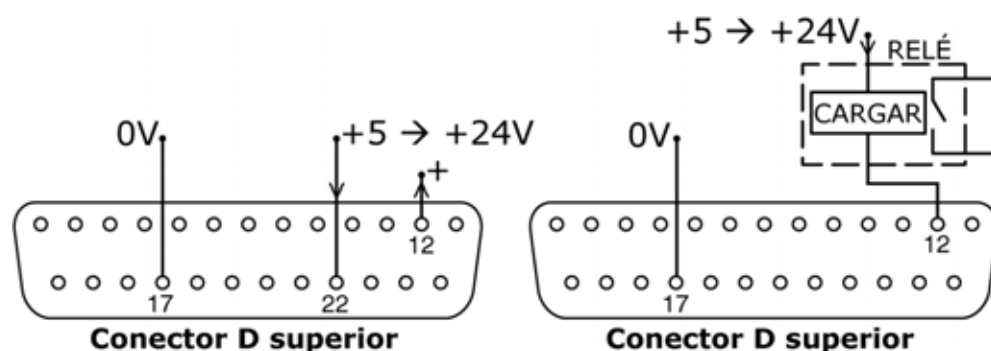 +5 → +24V
RELÉ
CARGAR
0V
+5 → +24V
+
0V
12
12
17
22
17
Conector D superior
Conector D superior